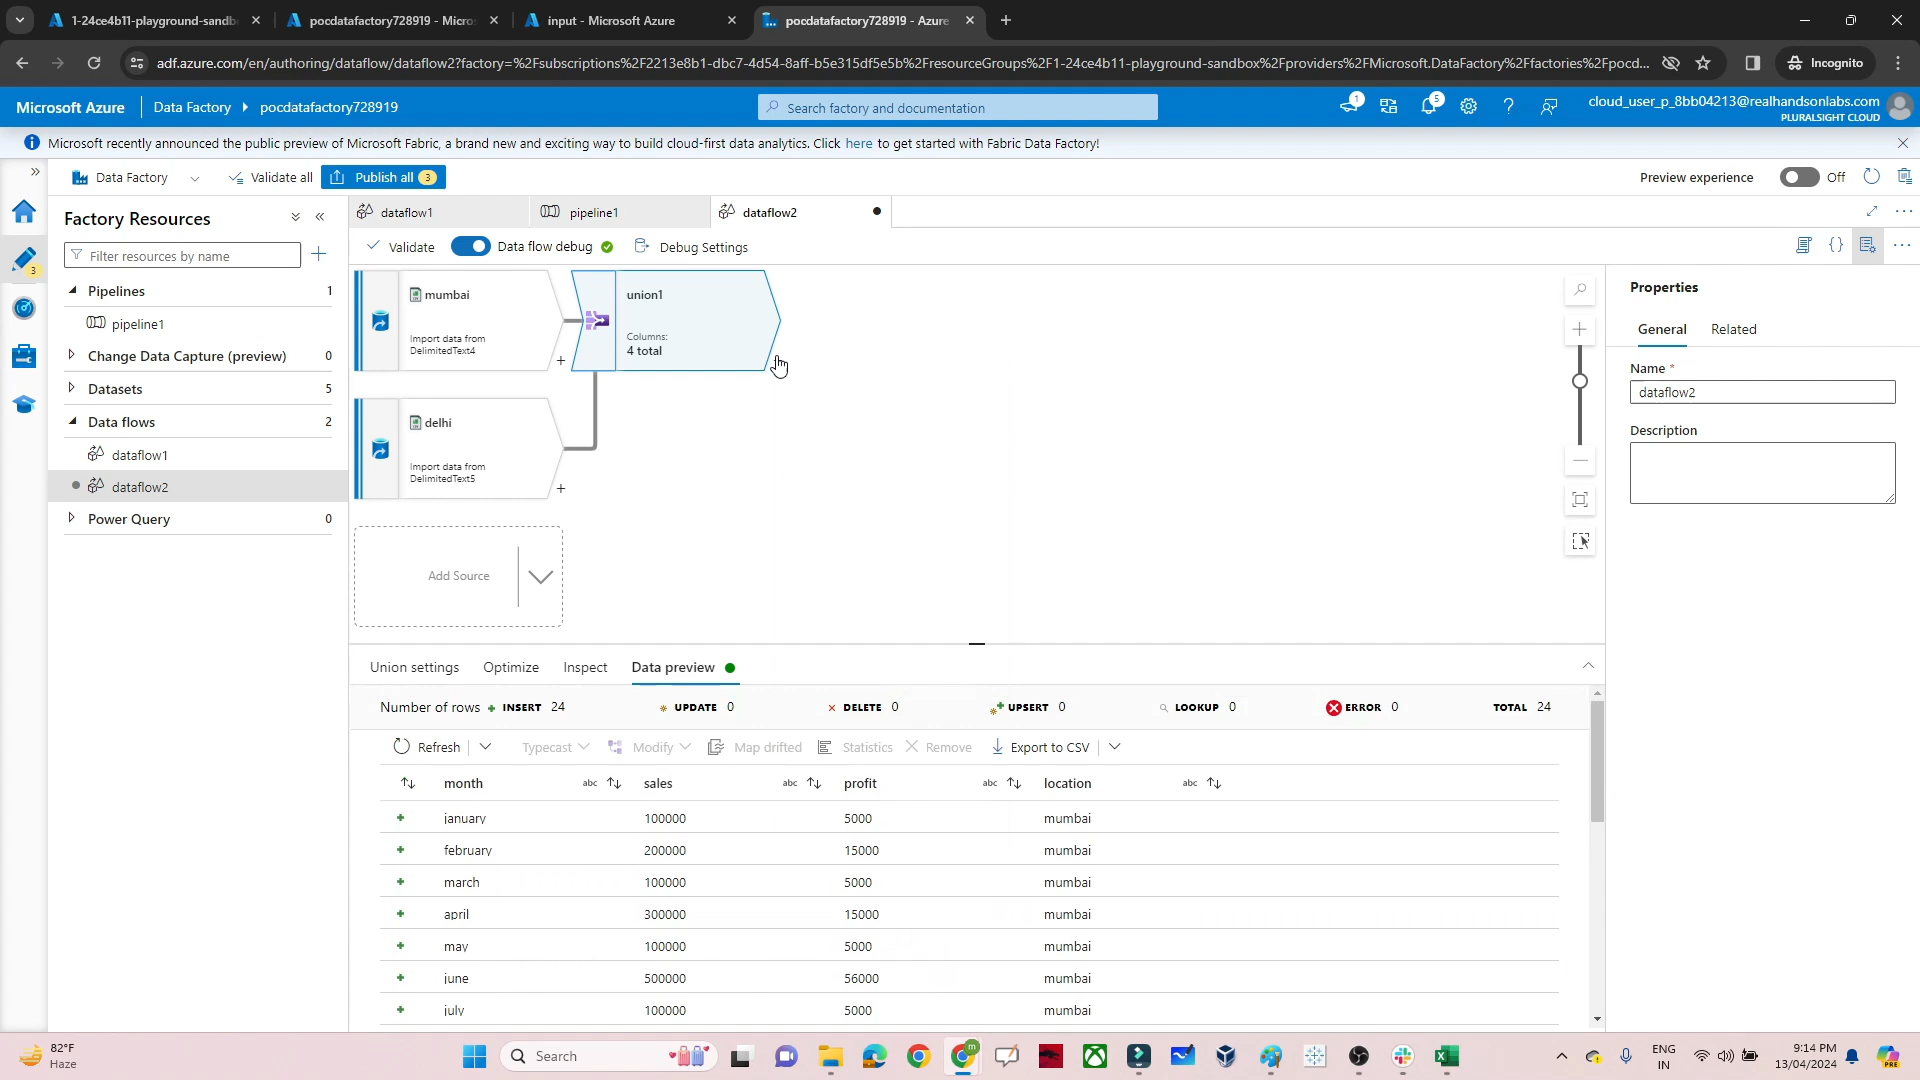 1-24ce4b11-playground-sandb
pocdatafactory728919 - Micros
input - Microsoft Azure
pocdatafactory728919 - Azure
adf.azure.com/en/authoring/dataflow/dataflow2?factory=%2Fsubscriptions%2F2213e8b1-dbc7-4d54-8aff-b5e315df5e5b%2FresourceGroups%2F1-24ce4b11-playground-sandbox%2Fproviders%2FMicrosoft.DataFactory%2Ffactories%2Fpocd...
Incognito
Microsoft Azure
Data Factory
pocdatafactory728919
Search factory and documentation
1
5
cloud_user_p_8bb04213@realhandsonlabs.com
PLURALSIGHT CLOUD
Microsoft recently announced the public preview of Microsoft Fabric, a brand new and exciting way to build cloud-first data analytics. Click here to get started with Fabric Data Factory!
Data Factory
Validate all
Publish all 3
Preview experience
Off
Factory Resources
dataflow1
pipeline1
dataflow2
Filter resources by name
Validate
Data flow debug
Debug Settings
3
Pipelines 1
pipeline1
Change Data Capture (preview) 0
Datasets 5
Data flows 2
dataflow1
dataflow2
Power Query 0
mumbai
Import data from
DelimitedText4
union1
Columns:
4 total
delhi
Import data from
DelimitedText5
Add Source
Properties
General
Related
Name *
dataflow2
Description
Union settings
Optimize
Inspect
Data preview
Number of rows + INSERT 24
UPDATE 0
DELETE 0
UPSERT 0
LOOKUP 0
ERROR 0
TOTAL 24
Refresh
Typecast
Modify
Map drifted
Statistics
Remove
Export to CSV
month abc sales abc profit abc location abc
january 100000 5000 mumbai
february 200000 15000 mumbai
march 100000 5000 mumbai
april 300000 15000 mumbai
may 100000 5000 mumbai
june 500000 56000 mumbai
july 100000 5000 mumbai
82°F
Haze
Search
m
ENG
IN
9:14 PM
13/04/2024
PRE